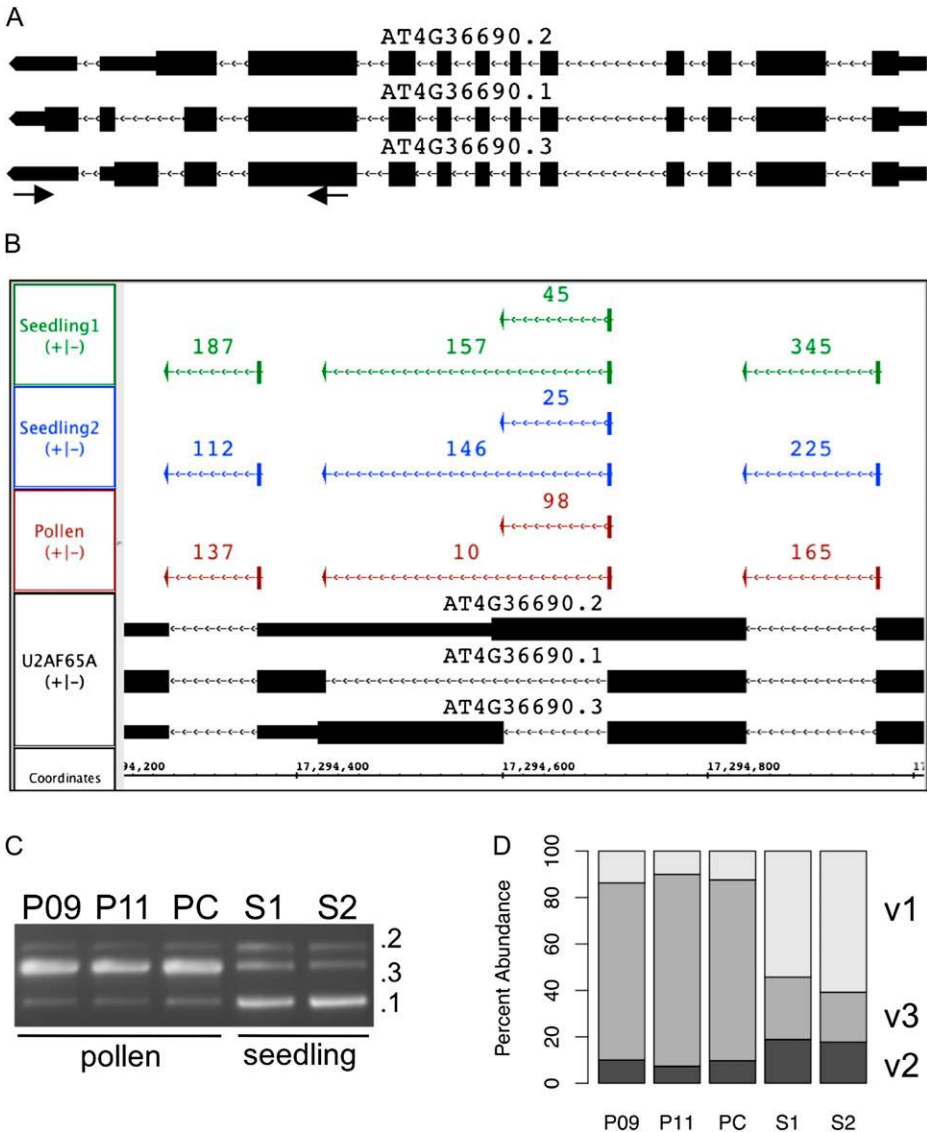 A
AT4G36690.2
AT4G36690.1
AT4G36690.3
B
Seedling1
(+|-)
45
187 157 345
Seedling2
(+|-)
25
112 146 225
Pollen
(+|-)
98
137 10 165
U2AF65A
(+|-)
AT4G36690.2
AT4G36690.1
AT4G36690.3
Coordinates
94,200 17,294,400 17,294,600 17,294,800 17
C
P09 P11 PC S1 S2
.2
.3
.1
pollen seedling
D
Percent Abundance
100
80
60
40
20
0
v1
v3
v2
P09 P11 PC S1 S2